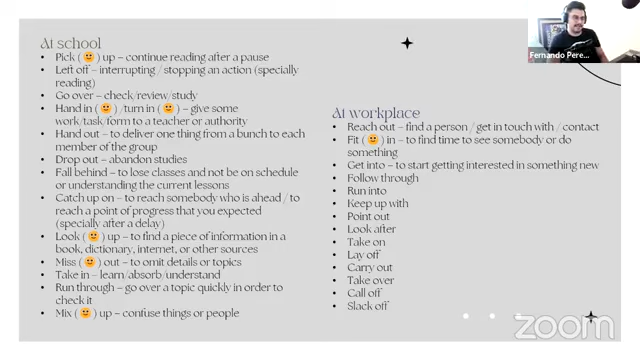 At school
• Pick (🙂) up – continue reading after a pause
• Left off – interrupting / stopping an action (specially
reading)
• Go over – check/review/study
• Hand in (🙂) /turn in (🙂) – give some
work/task/form to a teacher or authority
• Hand out – to deliver one thing from a bunch to each
member of the group
• Drop out – abandon studies
• Fall behind – to lose classes and not be on schedule
or understanding the current lessons
• Catch up on – to reach somebody who is ahead / to
reach a point of progress that you expected
(specially after a delay)
• Look (🙂) up – to find a piece of information in a
book, dictionary, internet, or other sources
• Miss (🙂) out – to omit details or topics
• Take in – learn/absorb/understand
• Run through – go over a topic quickly in order to
check it
• Mix (🙂) up – confuse things or people
At workplace
• Reach out – find a person / get in touch with / contact
• Fit (🙂) in – to find time to see somebody or do
something
• Get into – to start getting interested in something new
• Follow through
• Run into
• Keep up with
• Point out
• Look after
• Take on
• Lay off
• Carry out
• Take over
• Call off
• Slack off
Fernando Pere...
zoom